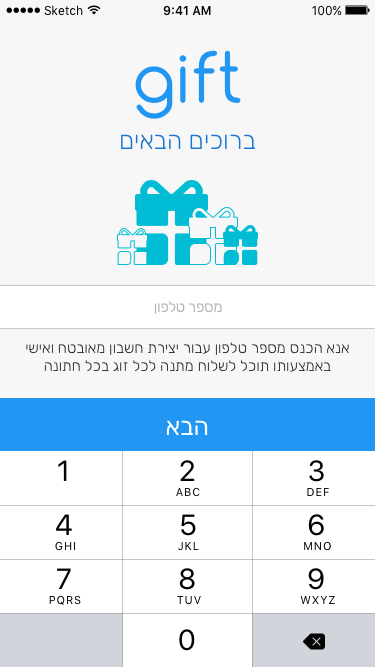 Sketch 9:41 AM 100%
gift
ברוכים הבאים
מספר טלפון
אנא הכנס מספר טלפון עבור יצירת חשבון מאובטח ואישי
באמצעותו תוכל לשלוח מתנה לכל זוג בכל חתונה
הבא
1 2 3
ABC DEF
4 5 6
GHI JKL MNO
7 8 9
PQRS TUV WXYZ
0